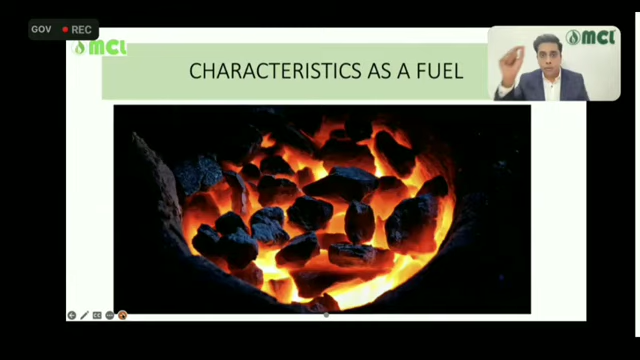 GOV
REC
MCL
CHARACTERISTICS AS A FUEL
MCL